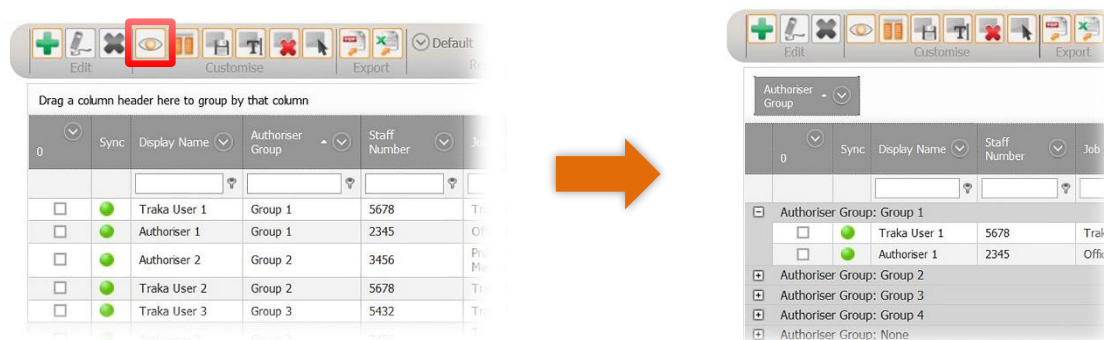 Default
Edit
Customise
Export
Drag a column header here to group by that column
0
Sync
Display Name
Authoriser
Group
Staff
Number
Traka User 1 Group 1 5678
Authoriser 1 Group 1 2345
Authoriser 2 Group 2 3456
Traka User 2 Group 2 5678
Traka User 3 Group 3 5432
Edit
Customise
Export
Authoriser
Group
0
Sync
Display Name
Staff
Number
Job
Authoriser Group: Group 1
Traka User 1 5678
Authoriser 1 2345
Authoriser Group: Group 2
Authoriser Group: Group 3
Authoriser Group: Group 4
Authoriser Group: None